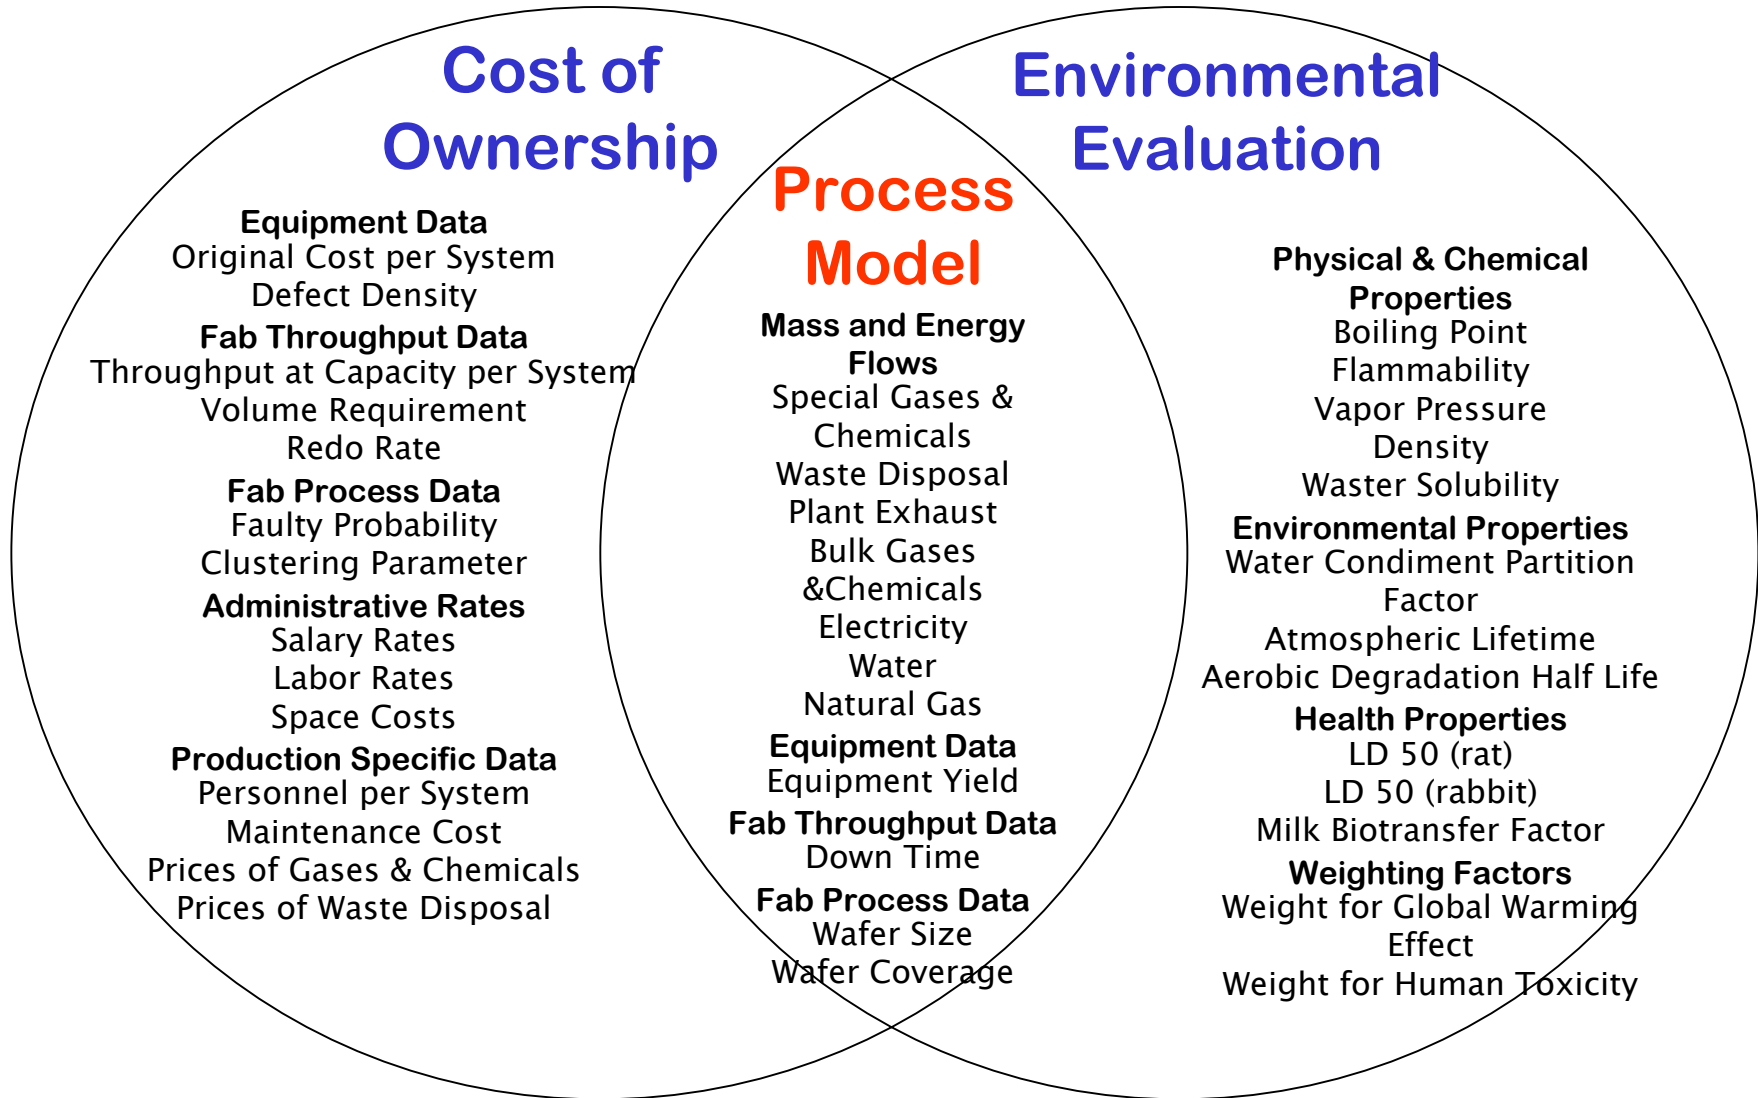 Cost of
Ownership
Equipment Data
Original Cost per System
Defect Density
Fab Throughput Data
Throughput at Capacity per System
Volume Requirement
Redo Rate
Fab Process Data
Faulty Probability
Clustering Parameter
Administrative Rates
Salary Rates
Labor Rates
Space Costs
Production Specific Data
Personnel per System
Maintenance Cost
Prices of Gases & Chemicals
Prices of Waste Disposal
Process
Model
Mass and Energy
Flows
Special Gases &
Chemicals
Waste Disposal
Plant Exhaust
Bulk Gases
&Chemicals
Electricity
Water
Natural Gas
Equipment Data
Equipment Yield
Fab Throughput Data
Down Time
Fab Process Data
Wafer Size
Wafer Coverage
Environmental
Evaluation
Physical & Chemical
Properties
Boiling Point
Flammability
Vapor Pressure
Density
Waster Solubility
Environmental Properties
Water Condiment Partition
Factor
Atmospheric Lifetime
Aerobic Degradation Half Life
Health Properties
LD 50 (rat)
LD 50 (rabbit)
Milk Biotransfer Factor
Weighting Factors
Weight for Global Warming
Effect
Weight for Human Toxicity